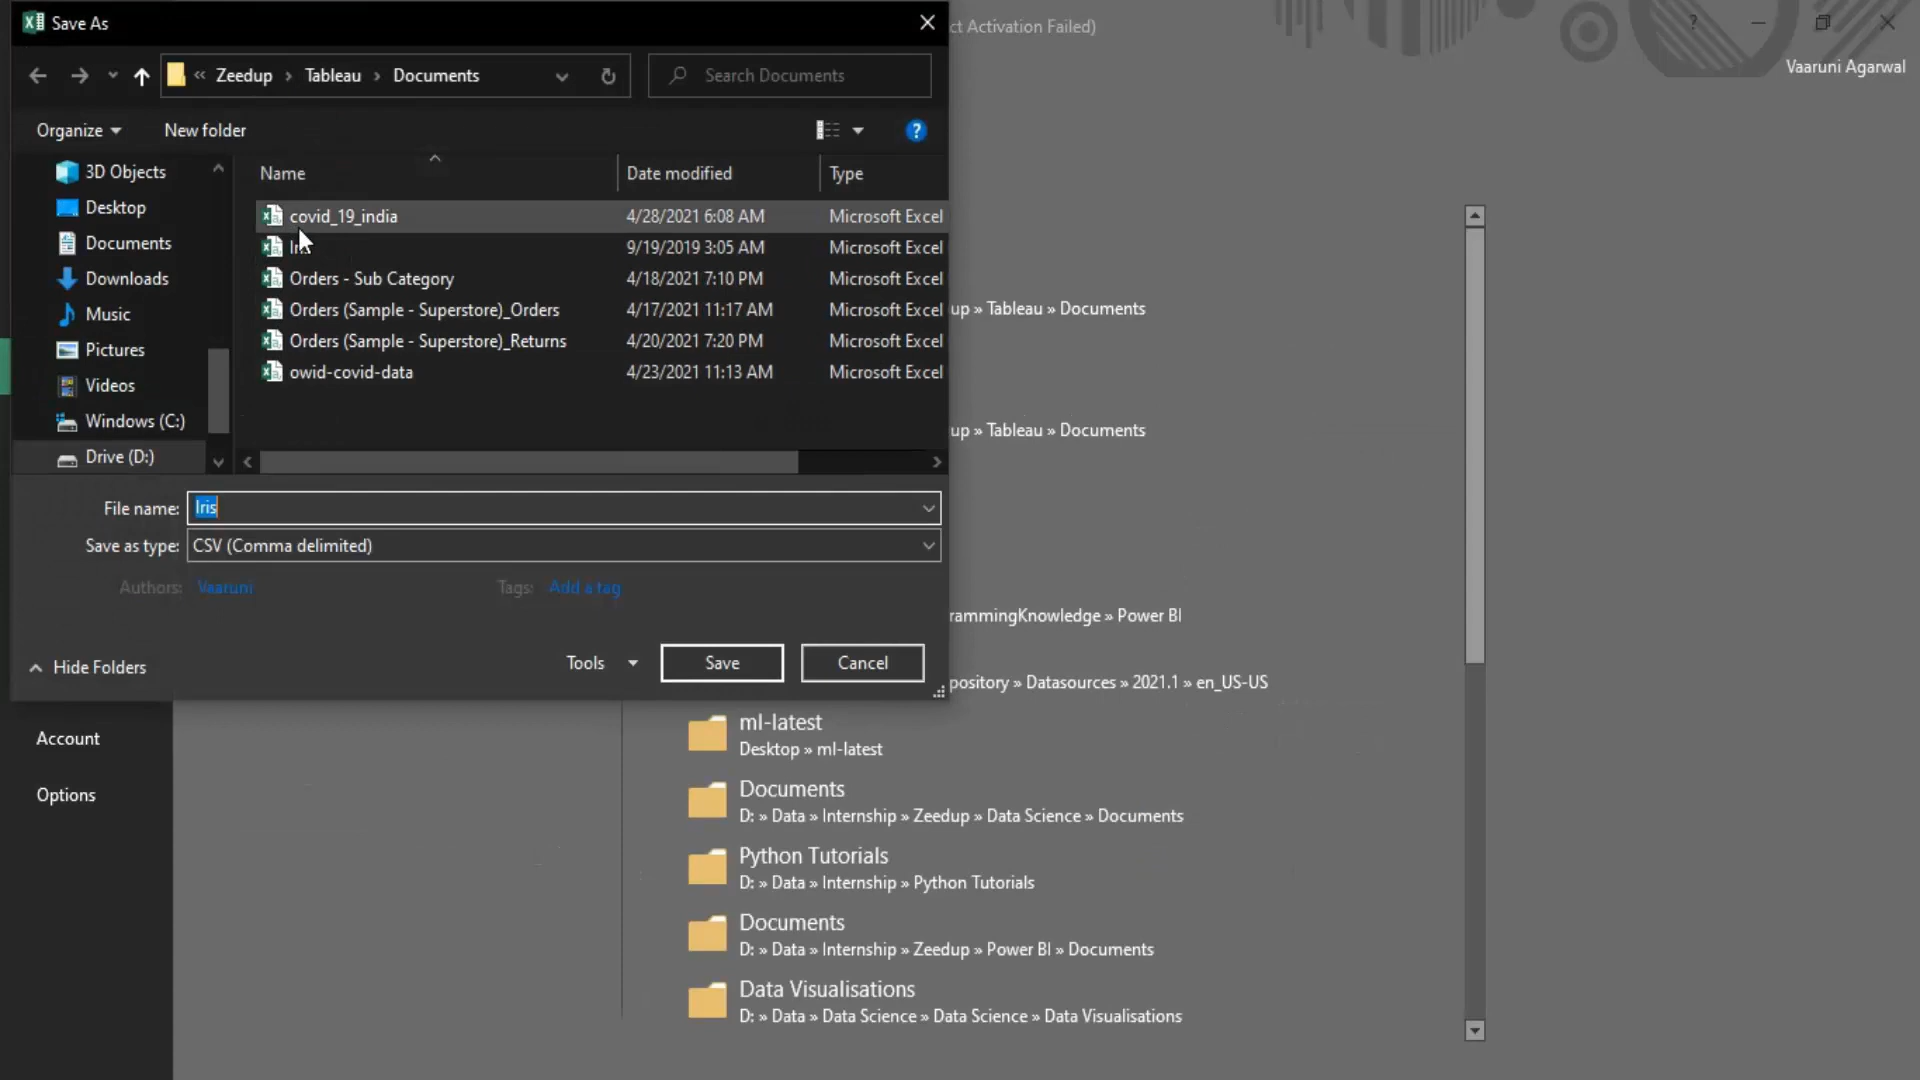 Save As
ct Activation Failed)
?
Vaaruni Agarwal
« Zeedup › Tableau › Documents
Search Documents
Organize
New folder
?
Name
Date modified
Type
3D Objects
Desktop
Documents
Downloads
Music
Pictures
Videos
Windows (C:)
Drive (D:)
covid_19_india 4/28/2021 6:08 AM Microsoft Excel
9/19/2019 3:05 AM Microsoft Excel
Orders - Sub Category 4/18/2021 7:10 PM Microsoft Excel
Orders (Sample - Superstore)_Orders 4/17/2021 11:17 AM Microsoft Excel
Orders (Sample - Superstore)_Returns 4/20/2021 7:20 PM Microsoft Excel
owid-covid-data 4/23/2021 11:13 AM Microsoft Excel
File name: Iris
Save as type: CSV (Comma delimited)
Authors: Vaaruni
Tags: Add a tag
Hide Folders
Tools
Save
Cancel
up » Tableau » Documents
up » Tableau » Documents
rammingKnowledge » Power BI
pository » Datasources » 2021.1 » en_US-US
Account
Options
ml-latest
Desktop » ml-latest
Documents
D: » Data » Internship » Zeedup » Data Science » Documents
Python Tutorials
D: » Data » Internship » Python Tutorials
Documents
D: » Data » Internship » Zeedup » Power BI » Documents
Data Visualisations
D: » Data » Data Science » Data Science » Data Visualisations